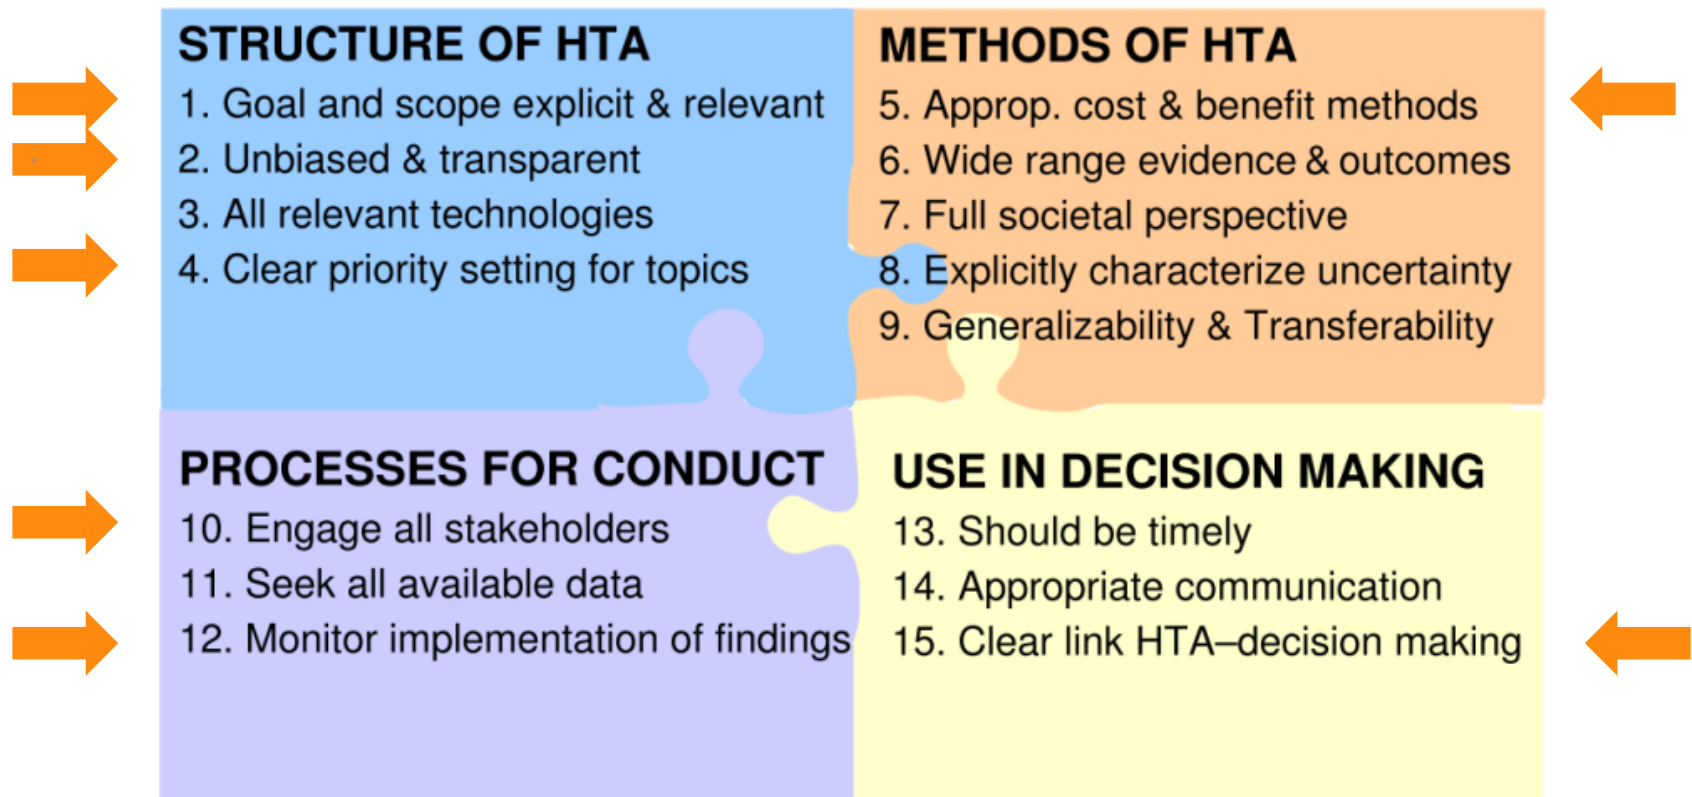 STRUCTURE OF HTA
1. Goal and scope explicit & relevant
2. Unbiased & transparent
3. All relevant technologies
4. Clear priority setting for topics
METHODS OF HTA
5. Approp. cost & benefit methods
6. Wide range evidence & outcomes
7. Full societal perspective
8. Explicitly characterize uncertainty
9. Generalizability & Transferability
PROCESSES FOR CONDUCT
10. Engage all stakeholders
11. Seek all available data
12. Monitor implementation of findings
USE IN DECISION MAKING
13. Should be timely
14. Appropriate communication
15. Clear link HTA–decision making
v